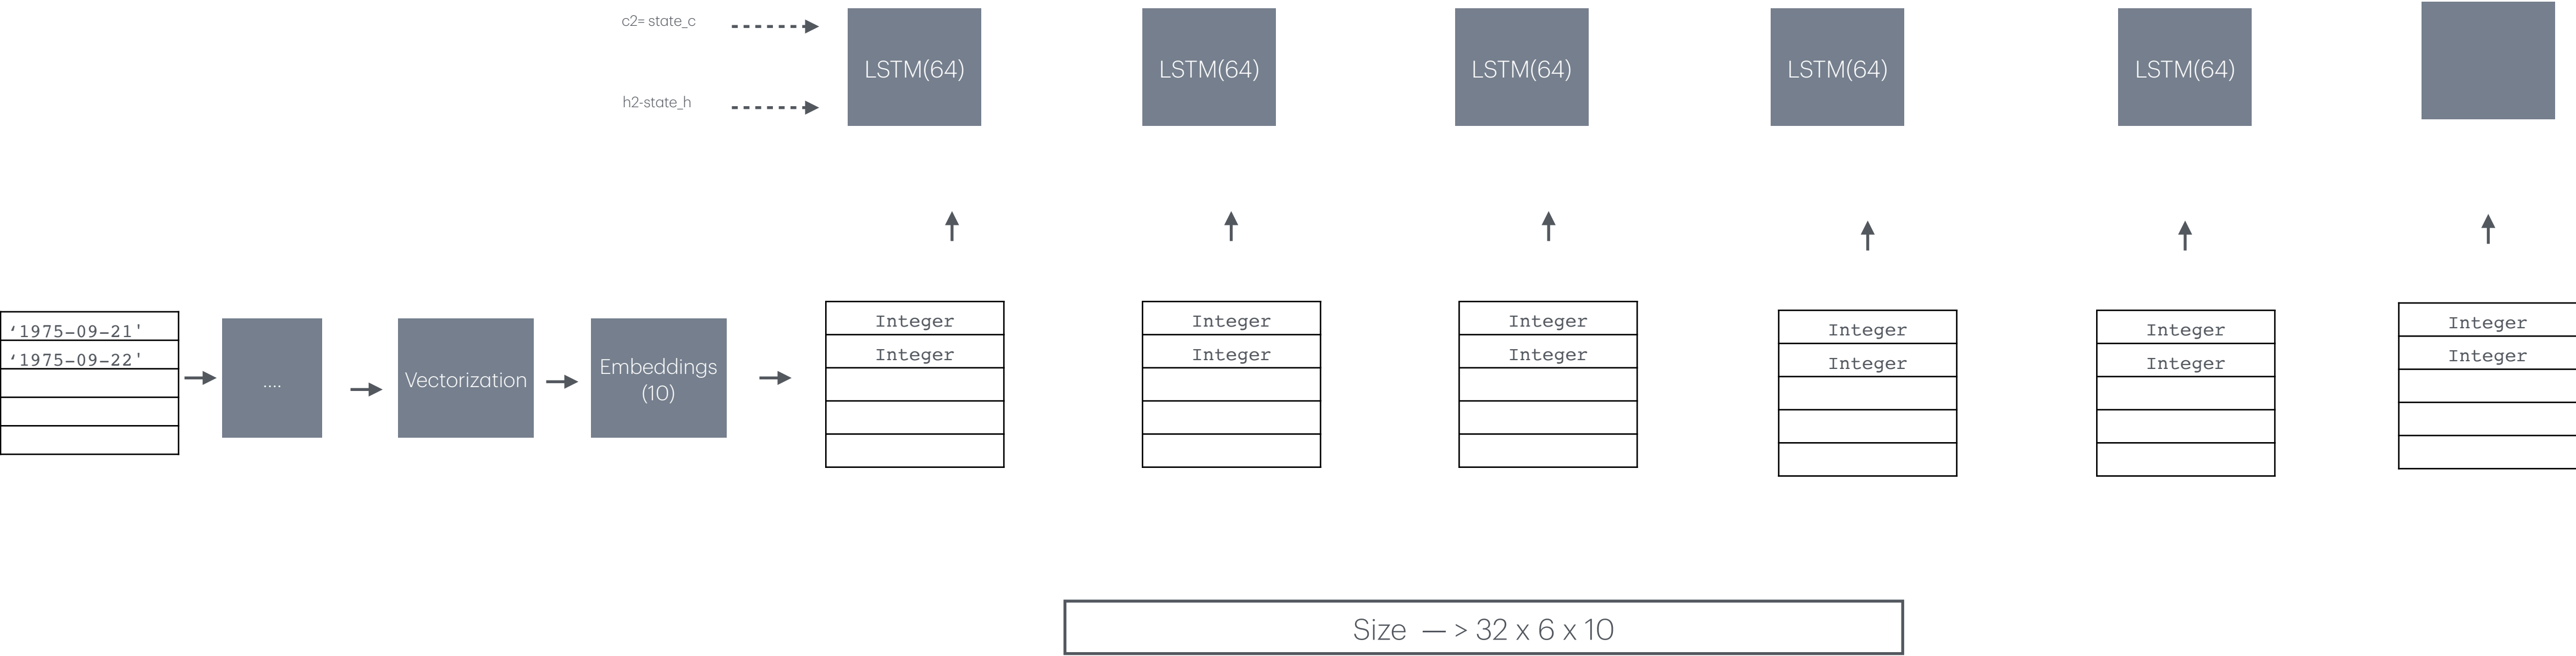 c2= state_c
h2-state_h
LSTM(64)
LSTM(64)
LSTM(64)
LSTM(64)
LSTM(64)
‘1975-09-21'
‘1975-09-22'
....
Vectorization
Embeddings
(10)
Integer
Integer
Integer
Integer
Integer
Integer
Integer
Integer
Integer
Integer
Integer
Integer
Size — > 32 x 6 x 10